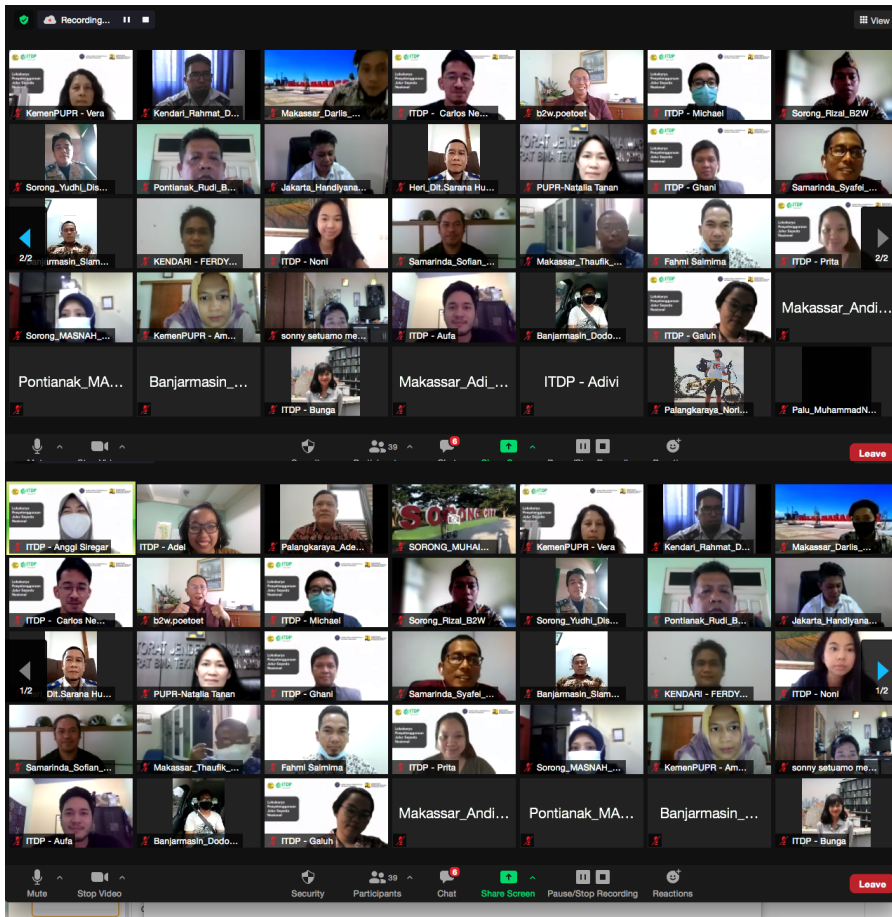 Recording...
View
KemenPUPR - Vera
Kendari_Rahmat_D...
Makassar_Darlis_...
ITDP - Carlos Ne...
b2w.poetoet
ITDP - Michael
Sorong_Rizal_B2W
Sorong_Yudhi_Dis...
Pontianak_Rudi_B...
Jakarta_Handiyana...
Heri_Dit.Sarana Hu...
PUPR-Natalia Tanan
ITDP - Ghani
Samarinda_Syafei_...
2/2
urmasin_Slam...
KENDARI - FERDY...
ITDP - Noni
Samarinda_Sofian_...
Makassar_Thaufik_...
Fahmi Saimima
ITDP - Prita
2/2
Sorong_MASNAH_...
KemenPUPR - Am...
sonny setuamo me...
ITDP - Aufa
Banjarmasin_Dodo...
ITDP - Galuh
Makassar_Andi...
Pontianak_MA...
Banjarmasin_...
ITDP - Bunga
Makassar_Adi_...
ITDP - Adivi
Palangkaraya_Nori...
Palu_MuhammadN...
39
6
Leave
ITDP - Anggi Siregar
ITDP - Adel
Palangkaraya_Ade...
SORONG CITY
SORONG_MUHAI...
KemenPUPR - Vera
Kendari_Rahmat_D...
Makassar_Darlis_...
ITDP - Carlos Ne...
b2w.poetoet
ITDP - Michael
Sorong_Rizal_B2W
Sorong_Yudhi_Dis...
Pontianak_Rudi_B...
Jakarta_Handiyana...
1/2
Dit.Sarana Hu...
PUPR-Natalia Tanan
ITDP - Ghani
Samarinda_Syafei_...
Banjarmasin_Slam...
KENDARI - FERDY...
ITDP - Noni
1/2
Samarinda_Sofian_...
Makassar_Thaufik_...
Fahmi Saimima
ITDP - Prita
Sorong_MASNAH_...
KemenPUPR - Am...
sonny setuamo me...
ITDP - Aufa
Banjarmasin_Dodo...
ITDP - Galuh
Makassar_Andi...
Pontianak_MA...
Banjarmasin_...
ITDP - Bunga
39
6
Mute
Stop Video
Security
Participants
Chat
Share Screen
Pause/Stop Recording
Reactions
Leave